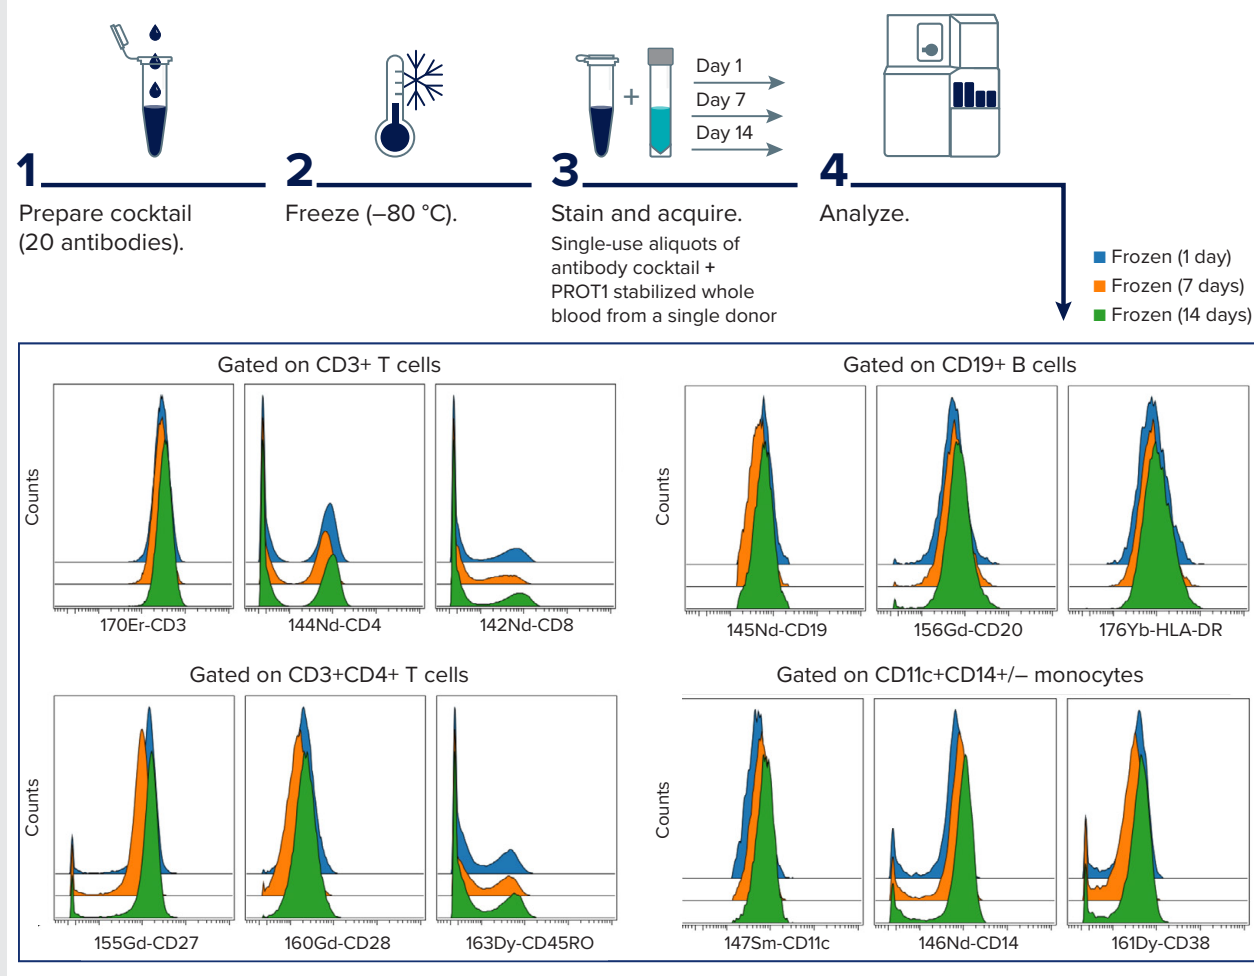 Day 1
Day 7
Day 14
1
2
3
4
Prepare cocktail
(20 antibodies).
Freeze (–80 °C).
Stain and acquire.
Single-use aliquots of
antibody cocktail +
PROT1 stabilized whole
blood from a single donor
Analyze.
Frozen (1 day)
Frozen (7 days)
Frozen (14 days)
Gated on CD3+ T cells
Counts
170Er-CD3
144Nd-CD4
142Nd-CD8
Gated on CD19+ B cells
Counts
145Nd-CD19
156Gd-CD20
176Yb-HLA-DR
Gated on CD3+CD4+ T cells
Counts
155Gd-CD27
160Gd-CD28
163Dy-CD45RO
Gated on CD11c+CD14+/– monocytes
Counts
147Sm-CD11c
146Nd-CD14
161Dy-CD38